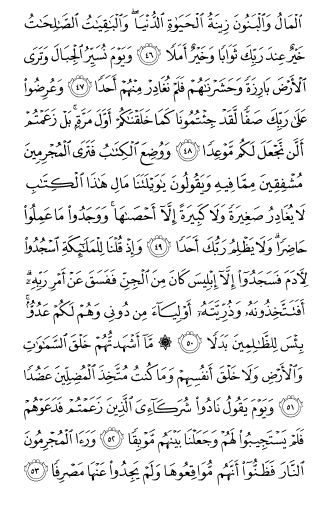 ٱلْمَالُ وَٱلْبَنُونَ زِينَةُ ٱلْحَيَوٰةِ ٱلدُّنْيَا ۖ وَٱلْبَٰقِيَٰتُ ٱلصَّٰلِحَٰتُ
خَيْرٌ عِندَ رَبِّكَ ثَوَابًا وَخَيْرٌ أَمَلًا ٤٦ وَيَوْمَ نُسَيِّرُ ٱلْجِبَالَ وَتَرَى
ٱلْأَرْضَ بَارِزَةً وَحَشَرْنَٰهُمْ فَلَمْ نُغَادِرْ مِنْهُمْ أَحَدًا ٤٧ وَعُرِضُوا۟
عَلَىٰ رَبِّكَ صَفًّا لَّقَدْ جِئْتُمُونَا كَمَا خَلَقْنَٰكُمْ أَوَّلَ مَرَّةٍۭ ۚ بَلْ زَعَمْتُمْ
أَلَّن نَّجْعَلَ لَكُم مَّوْعِدًا ٤٨ وَوُضِعَ ٱلْكِتَٰبُ فَتَرَى ٱلْمُجْرِمِينَ
مُشْفِقِينَ مِمَّا فِيهِ وَيَقُولُونَ يَٰوَيْلَتَنَا مَالِ هَٰذَا ٱلْكِتَٰبِ
لَا يُغَادِرُ صَغِيرَةً وَلَا كَبِيرَةً إِلَّآ أَحْصَىٰهَا ۚ وَوَجَدُوا۟ مَا عَمِلُوا۟
حَاضِرًا ۗ وَلَا يَظْلِمُ رَبُّكَ أَحَدًا ٤٩ وَإِذْ قُلْنَا لِلْمَلَٰٓئِكَةِ ٱسْجُدُوا۟
لِءَادَمَ فَسَجَدُوٓا۟ إِلَّآ إِبْلِيسَ كَانَ مِنَ ٱلْجِنِّ فَفَسَقَ عَنْ أَمْرِ رَبِّهِۦٓ ۗ
أَفَتَتَّخِذُونَهُۥ وَذُرِّيَّتَهُۥٓ أَوْلِيَآءَ مِن دُونِى وَهُمْ لَكُمْ عَدُوٌّۢ ۚ
بِئْسَ لِلظَّٰلِمِينَ بَدَلًا ٥٠ ۞ مَّآ أَشْهَدتُّهُمْ خَلْقَ ٱلسَّمَٰوَٰتِ
وَٱلْأَرْضِ وَلَا خَلْقَ أَنفُسِهِمْ وَمَا كُنتُ مُتَّخِذَ ٱلْمُضِلِّينَ عَضُدًا
٥١ وَيَوْمَ يَقُولُ نَادُوا۟ شُرَكَآءِىَ ٱلَّذِينَ زَعَمْتُمْ فَدَعَوْهُمْ
فَلَمْ يَسْتَجِيبُوا۟ لَهُمْ وَجَعَلْنَا بَيْنَهُم مَّوْبِقًا ٥٢ وَرَءَا ٱلْمُجْرِمُونَ
ٱلنَّارَ فَظَنُّوٓا۟ أَنَّهُم مُّوَاقِعُوهَا وَلَمْ يَجِدُوا۟ عَنْهَا مَصْرِفًا ٥٣